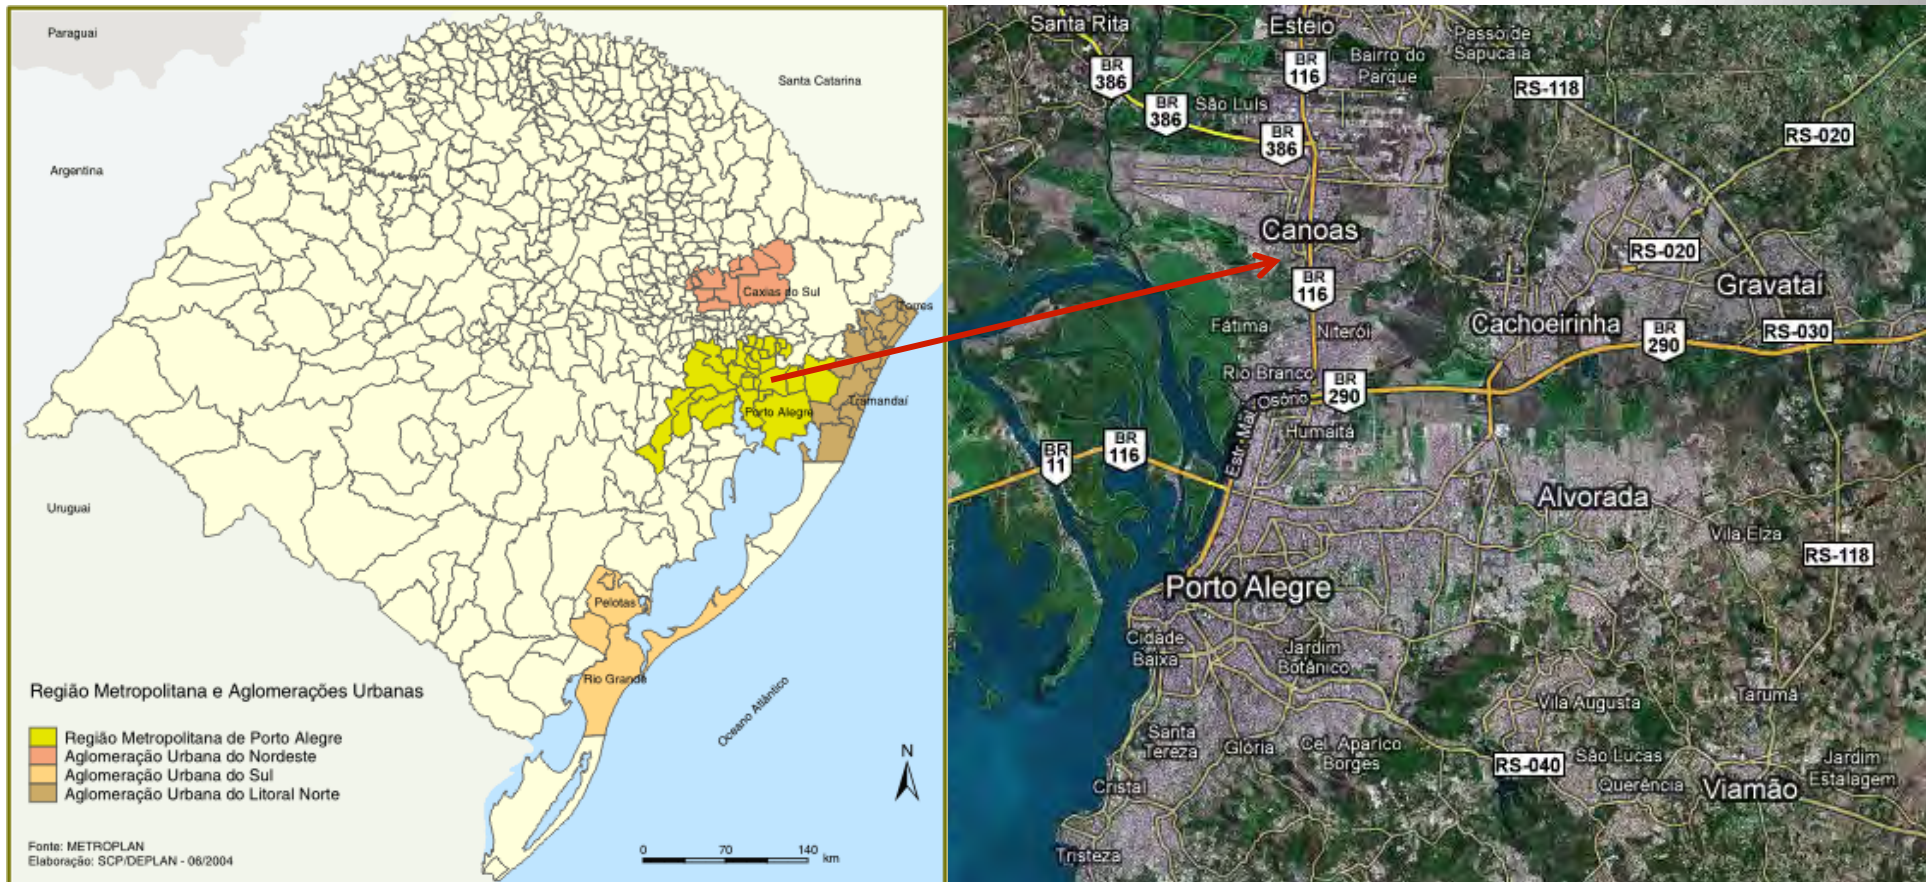 Paraguai
Santa Catarina
Argentina
Caxias do Sul
Torres
Tramandaí
Porto Alegre
Uruguai
Pelotas
Rio Grande
Oceano Atlântico
Região Metropolitana e Aglomerações Urbanas
Região Metropolitana de Porto Alegre
Aglomeração Urbana do Nordeste
Aglomeração Urbana do Sul
Aglomeração Urbana do Litoral Norte
Fonte: METROPLAN
Elaboração: SCP/DEPLAN - 06/2004
N
0 70 140 km
Santa Rita
Esteio
Passo de
Sapucaia
Bairro do
Parque
BR
386
BR
116
RS-118
BR
386
São Luís
BR
386
RS-020
Canoas
RS-020
Gravataí
BR
116
Fátima
Niterói
Cachoeirinha
BR
290
RS-030
Rio Branco
BR
290
Estr. Mal. Osório
Humaitá
BR
11
BR
116
Alvorada
Vila Elza
RS-118
Porto Alegre
Cidade
Baixa
Jardim
Botânico
Vila Augusta
Tarumã
Santa
Tereza
Glória
Cel. Aparício
Borges
RS-040
São Lucas
Jardim
Estalagem
Querência
Viamão
Cristal
Tristeza